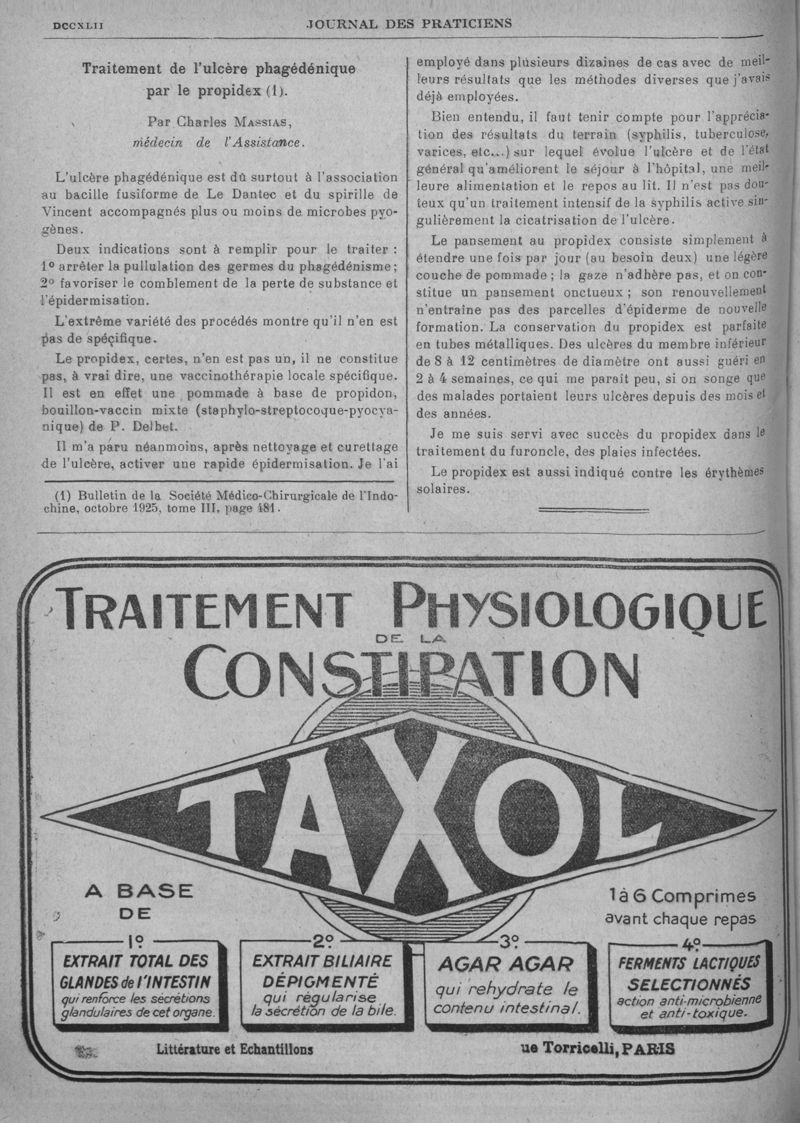 DCCXLII
JOURNAL DES PRATICIENS
Traitement de l'ulcère phagédénique
par le propidex (1).
Par Charles MASSIAS,
médecin de l'Assistance.
L'ulcère phagédénique est dû surtout à l'association
au bacille fusiforme de Le Dantec et du spirille de
Vincent accompagnés plus ou moins de microbes pyo-
gènes.
Deux indications sont à remplir pour le traiter :
1º arrêter la pullulation des germes du phagédénisme;
2º favoriser le comblement de la perte de substance et
l'épidermisation.
L'extrême variété des procédés montre qu'il n'en est
pas de spécifique.
Le propidex, certes, n'en est pas un, il ne constitue
pas, à vrai dire, une vaccinothérapie locale spécifique.
Il est en effet une pommade à base de propidon,
bouillon-vaccin mixte (staphylo-streptocoque-pyocya-
nique) de P. Delbet.
Il m'a paru néanmoins, après nettoyage et curettage
de l'ulcère, activer une rapide épidermisation. Je l'ai
(1) Bulletin de la Société Médico-Chirurgicale de l'Indo-
chine, octobre 1925, tome III, page 481.
employé dans plusieurs dizaines de cas avec de meil-
leurs résultats que les méthodes diverses que j'avais
déjà employées.
Bien entendu, il faut tenir compte pour l'apprécia-
tion des résultats du terrain (syphilis, tuberculose,
varices, etc...) sur lequel évolue l'ulcère et de l'état
général qu'améliorent le séjour à l'hôpital, une meil-
leure alimentation et le repos au lit. Il n'est pas dou-
teux qu'un traitement intensif de la syphilis active sin-
gulièrement la cicatrisation de l'ulcère.
Le pansement au propidex consiste simplement à
étendre une fois par jour (au besoin deux) une légère
couche de pommade ; la gaze n'adhère pas, et on con-
stitue un pansement onctueux ; son renouvellement
n'entraîne pas des parcelles d'épiderme de nouvelle
formation. La conservation du propidex est parfaite
en tubes métalliques. Des ulcères du membre inférieur
de 8 à 12 centimètres de diamètre ont aussi guéri en
2 à 4 semaines, ce qui me paraît peu, si on songe que
des malades portaient leurs ulcères depuis des mois et
des années.
Je me suis servi avec succès du propidex dans le
traitement du furoncle, des plaies infectées.
Le propidex est aussi indiqué contre les érythèmes
solaires.
TRAITEMENT PHYSIOLOGIQUE
DE LA
CONSTIPATION
TAXOL
A BASE
DE
1 à 6 Comprimes
avant chaque repas
1º
EXTRAIT TOTAL DES
GLANDES de l'INTESTIN
qui renforce les sécrétions
glandulaires de cet organe.
2º
EXTRAIT BILIAIRE
DÉPIGMENTÉ
qui régularise
la sécrétion de la bile.
3º
AGAR AGAR
qui rehydrate le
contenu intestinal.
4º
FERMENTS LACTIQUES
SELECTIONNÉS
action anti-microbienne
et anti-toxique.
Littérature et Echantillons
ue Torricelli, PARIS